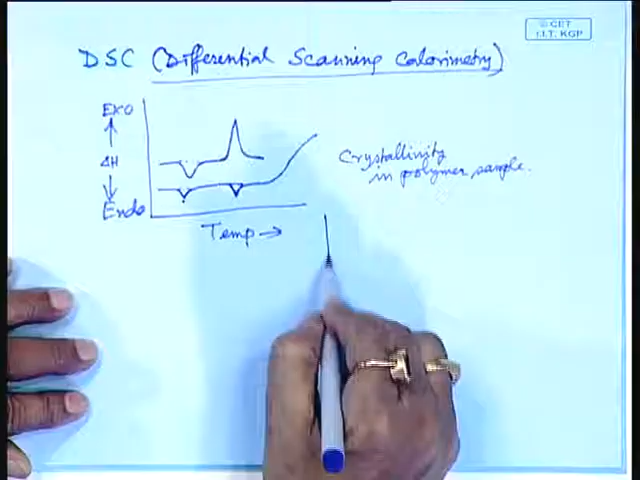 © CET
I.I.T. KGP
DSC (Differential Scanning Calorimetry)
Exo
ΔH
Endo
Temp →
Crystallinity
in polymer sample.